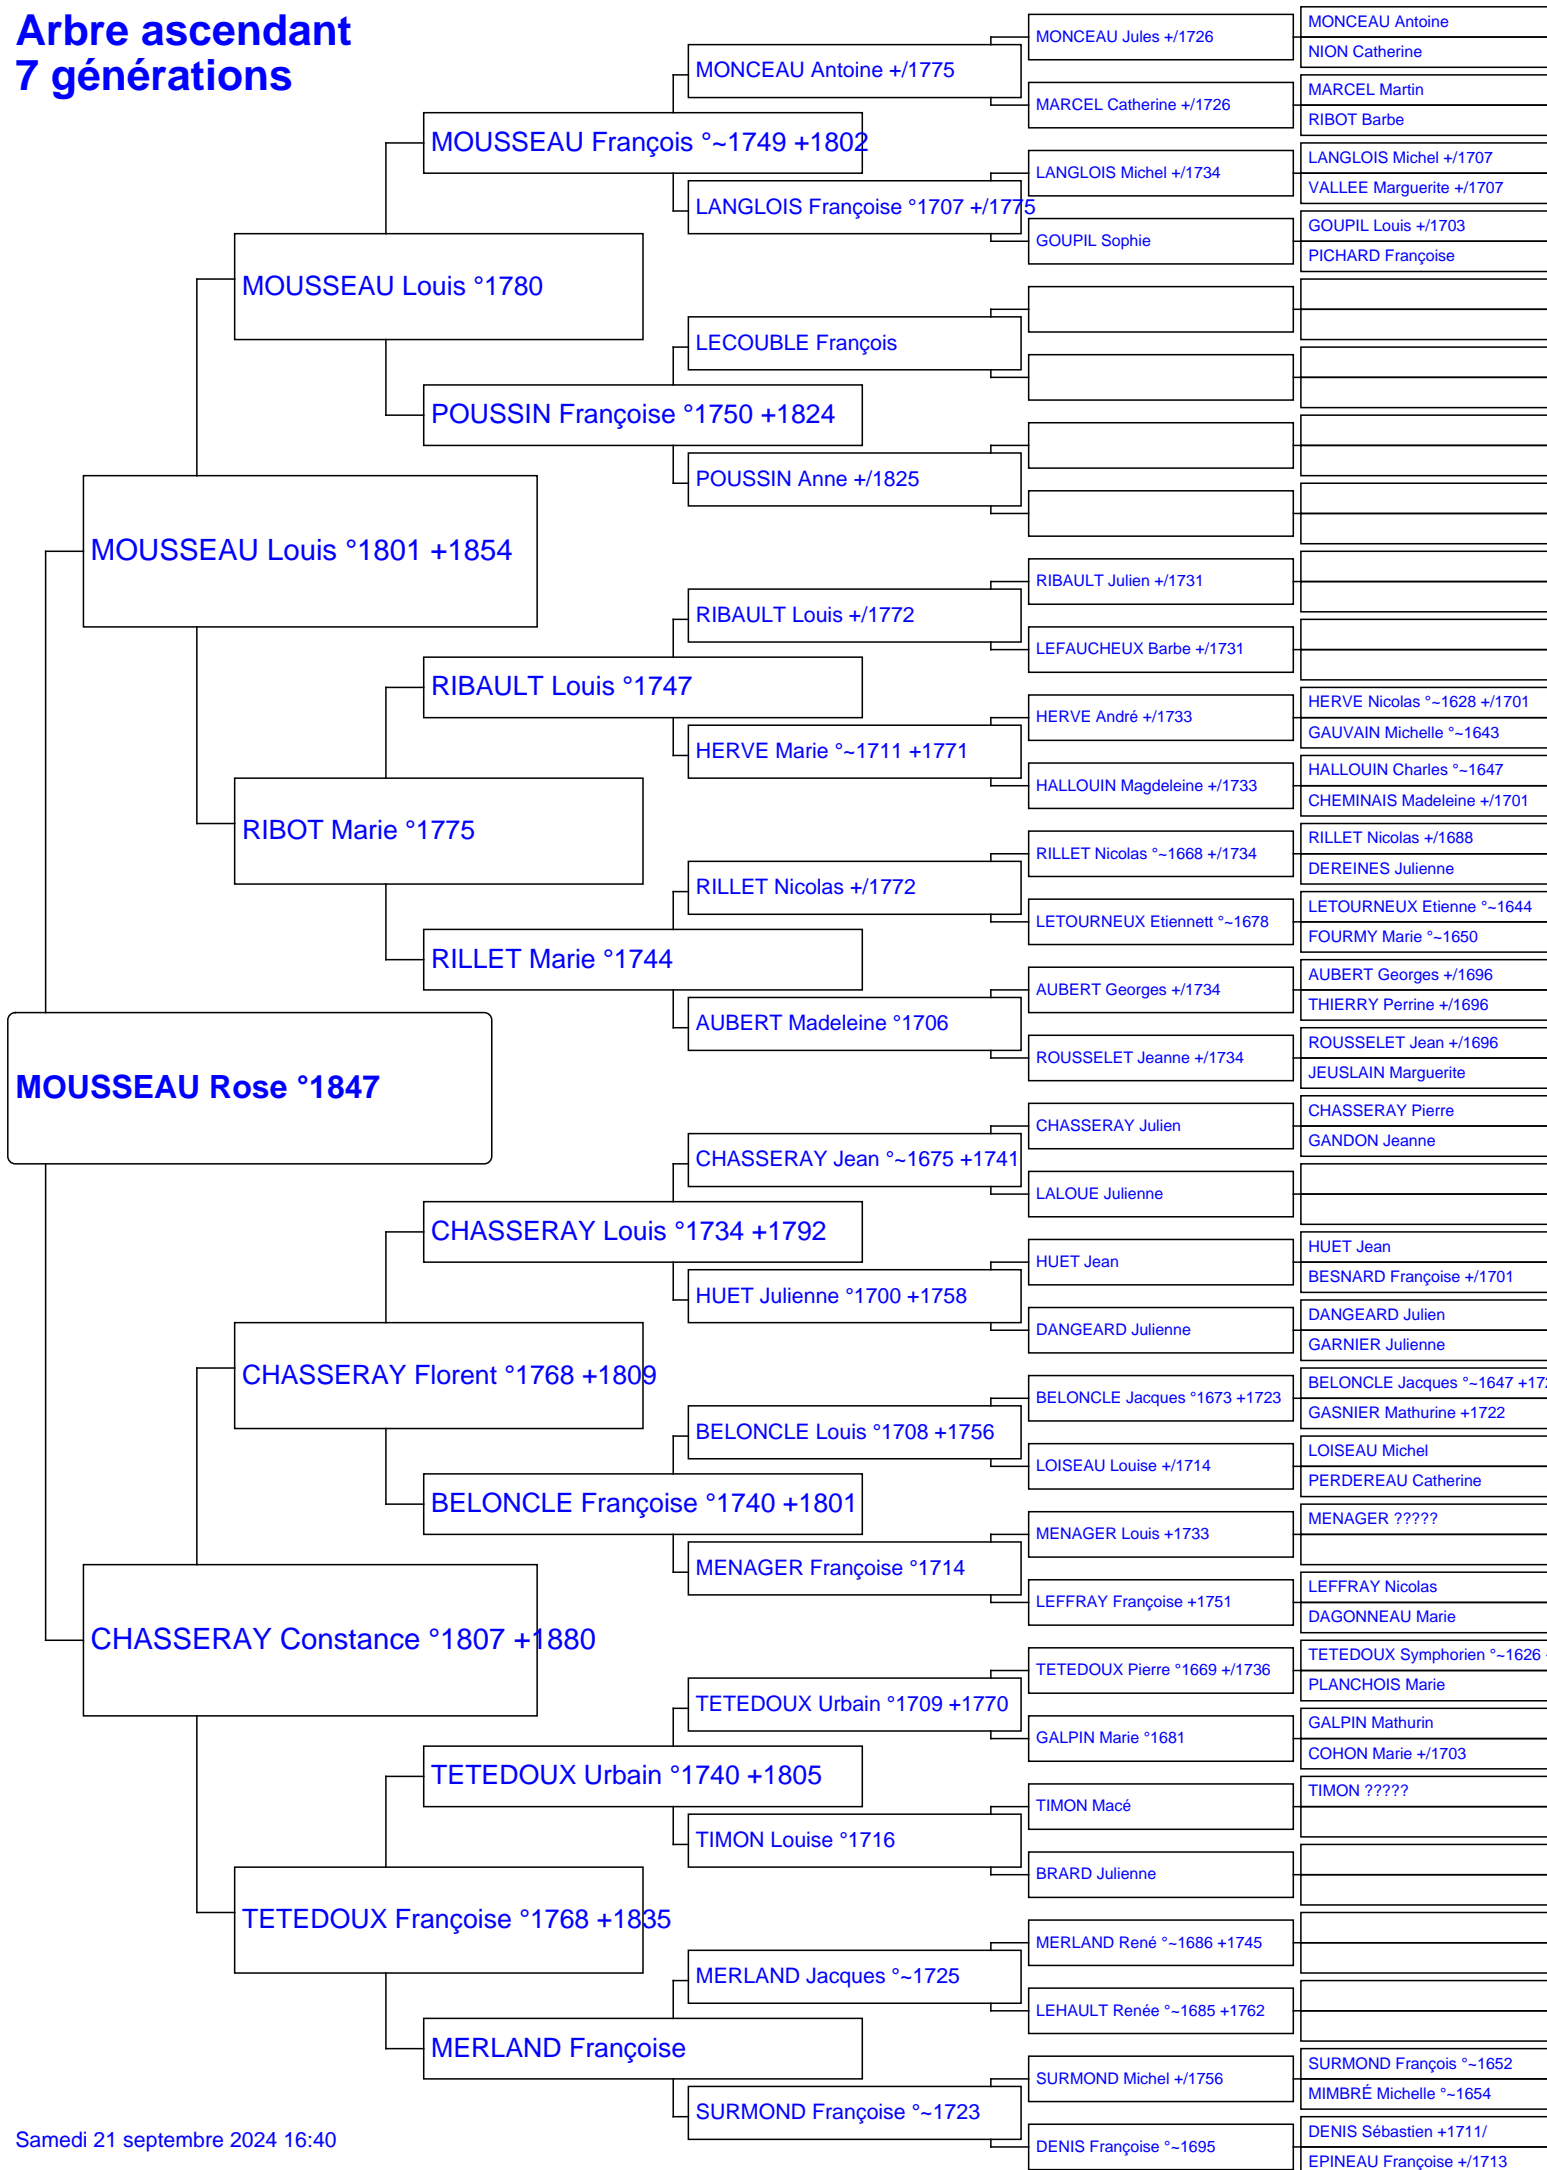 Arbre ascendant
7 générations
MOUSSEAU Rose °1847
MOUSSEAU Louis °1801 +1854
CHASSERAY Constance °1807 +1880
MOUSSEAU Louis °1780
RIBOT Marie °1775
CHASSERAY Florent °1768 +1809
TETEDOUX Françoise °1768 +1835
MOUSSEAU François °~1749 +1802
POUSSIN Françoise °1750 +1824
RIBAULT Louis °1747
RILLET Marie °1744
CHASSERAY Louis °1734 +1792
BELONCLE Françoise °1740 +1801
TETEDOUX Urbain °1740 +1805
MERLAND Françoise
MONCEAU Antoine +/1775
LANGLOIS Françoise °1707 +/1775
LECOUBLE François
POUSSIN Anne +/1825
RIBAULT Louis +/1772
HERVE Marie °~1711 +1771
RILLET Nicolas +/1772
AUBERT Madeleine °1706
CHASSERAY Jean °~1675 +1741
HUET Julienne °1700 +1758
BELONCLE Louis °1708 +1756
MENAGER Françoise °1714
TETEDOUX Urbain °1709 +1770
TIMON Louise °1716
MERLAND Jacques °~1725
SURMOND Françoise °~1723
MONCEAU Jules +/1726
MARCEL Catherine +/1726
LANGLOIS Michel +/1734
GOUPIL Sophie
RIBAULT Julien +/1731
LEFAUCHEUX Barbe +/1731
HERVE André +/1733
HALLOUIN Magdeleine +/1733
RILLET Nicolas °~1668 +/1734
LETOURNEUX Etiennett °~1678
AUBERT Georges +/1734
ROUSSELET Jeanne +/1734
CHASSERAY Julien
LALOUE Julienne
HUET Jean
DANGEARD Julienne
BELONCLE Jacques °1673 +1723
LOISEAU Louise +/1714
MENAGER Louis +1733
LEFFRAY Françoise +1751
TETEDOUX Pierre °1669 +/1736
GALPIN Marie °1681
TIMON Macé
BRARD Julienne
MERLAND René °~1686 +1745
LEHAULT Renée °~1685 +1762
SURMOND Michel +/1756
DENIS Françoise °~1695
MONCEAU Antoine
NION Catherine
MARCEL Martin
RIBOT Barbe
LANGLOIS Michel +/1707
VALLEE Marguerite +/1707
GOUPIL Louis +/1703
PICHARD Françoise
HERVE Nicolas °~1628 +/1701
GAUVAIN Michelle °~1643
HALLOUIN Charles °~1647
CHEMINAIS Madeleine +/1701
RILLET Nicolas +/1688
DEREINES Julienne
LETOURNEUX Etienne °~1644
FOURMY Marie °~1650
AUBERT Georges +/1696
THIERRY Perrine +/1696
ROUSSELET Jean +/1696
JEUSLAIN Marguerite
CHASSERAY Pierre
GANDON Jeanne
HUET Jean
BESNARD Françoise +/1701
DANGEARD Julien
GARNIER Julienne
BELONCLE Jacques °~1647
GASNIER Mathurine +1722
LOISEAU Michel
PERDEREAU Catherine
MENAGER ?????
LEFFRAY Nicolas
DAGONNEAU Marie
TETEDOUX Symphorien °~1626
PLANCHOIS Marie
GALPIN Mathurin
COHON Marie +/1703
TIMON ?????
SURMOND François °~1652
MIMBRÉ Michelle °~1654
DENIS Sébastien +1711/
EPINEAU Françoise +/1713
Samedi 21 septembre 2024 16:40